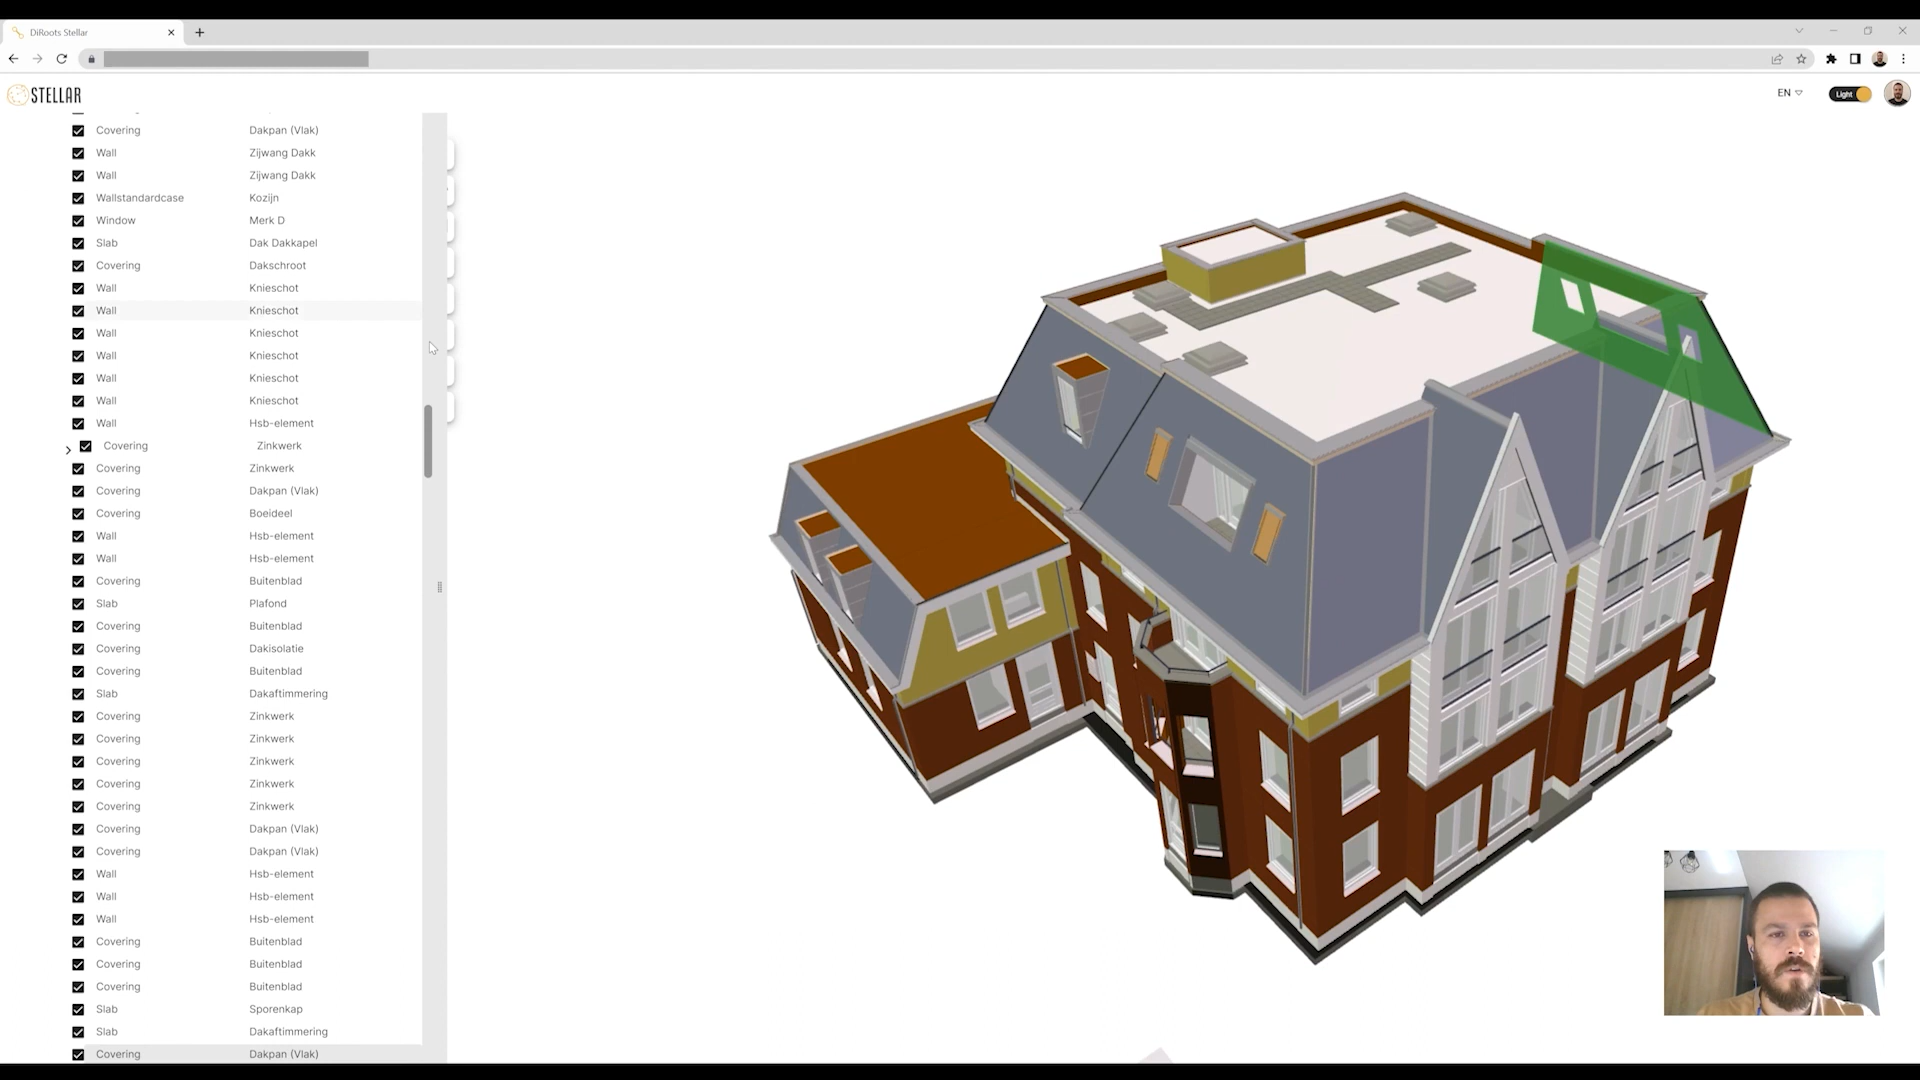 DiRoots Stellar
STELLAR
EN
Light
Covering Dakpan (Vlak)
Wall Zijwang Dakk
Wall Zijwang Dakk
Wallstandardcase Kozijn
Window Merk D
Slab Dak Dakkapel
Covering Dakschroot
Wall Knieschot
Wall Knieschot
Wall Knieschot
Wall Knieschot
Wall Knieschot
Wall Knieschot
Wall Hsb-element
Covering Zinkwerk
Covering Zinkwerk
Covering Dakpan (Vlak)
Covering Boeideel
Wall Hsb-element
Wall Hsb-element
Covering Buitenblad
Slab Plafond
Covering Buitenblad
Covering Dakisolatie
Covering Buitenblad
Slab Dakaftimmering
Covering Zinkwerk
Covering Zinkwerk
Covering Zinkwerk
Covering Zinkwerk
Covering Zinkwerk
Covering Dakpan (Vlak)
Covering Dakpan (Vlak)
Wall Hsb-element
Wall Hsb-element
Wall Hsb-element
Covering Buitenblad
Covering Buitenblad
Covering Buitenblad
Slab Sporenkap
Slab Dakaftimmering
Covering Dakpan (Vlak)